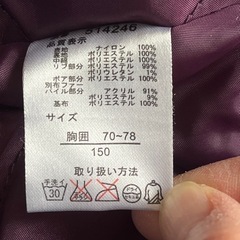 514246
品質表示
表地 ナイロン 100%
裏地 ポリエステル 100%
中綿 ポリエステル 100%
リブ部分 ポリエステル 99%
ポリウレタン 1%
ボア部分 ポリエステル 100%
別布ファー
パイル部分 アクリル 91%
ポリエステル 9%
基布 ポリエステル 100%
サイズ
胸囲 70~78
150
取り扱い方法
手洗イ
30